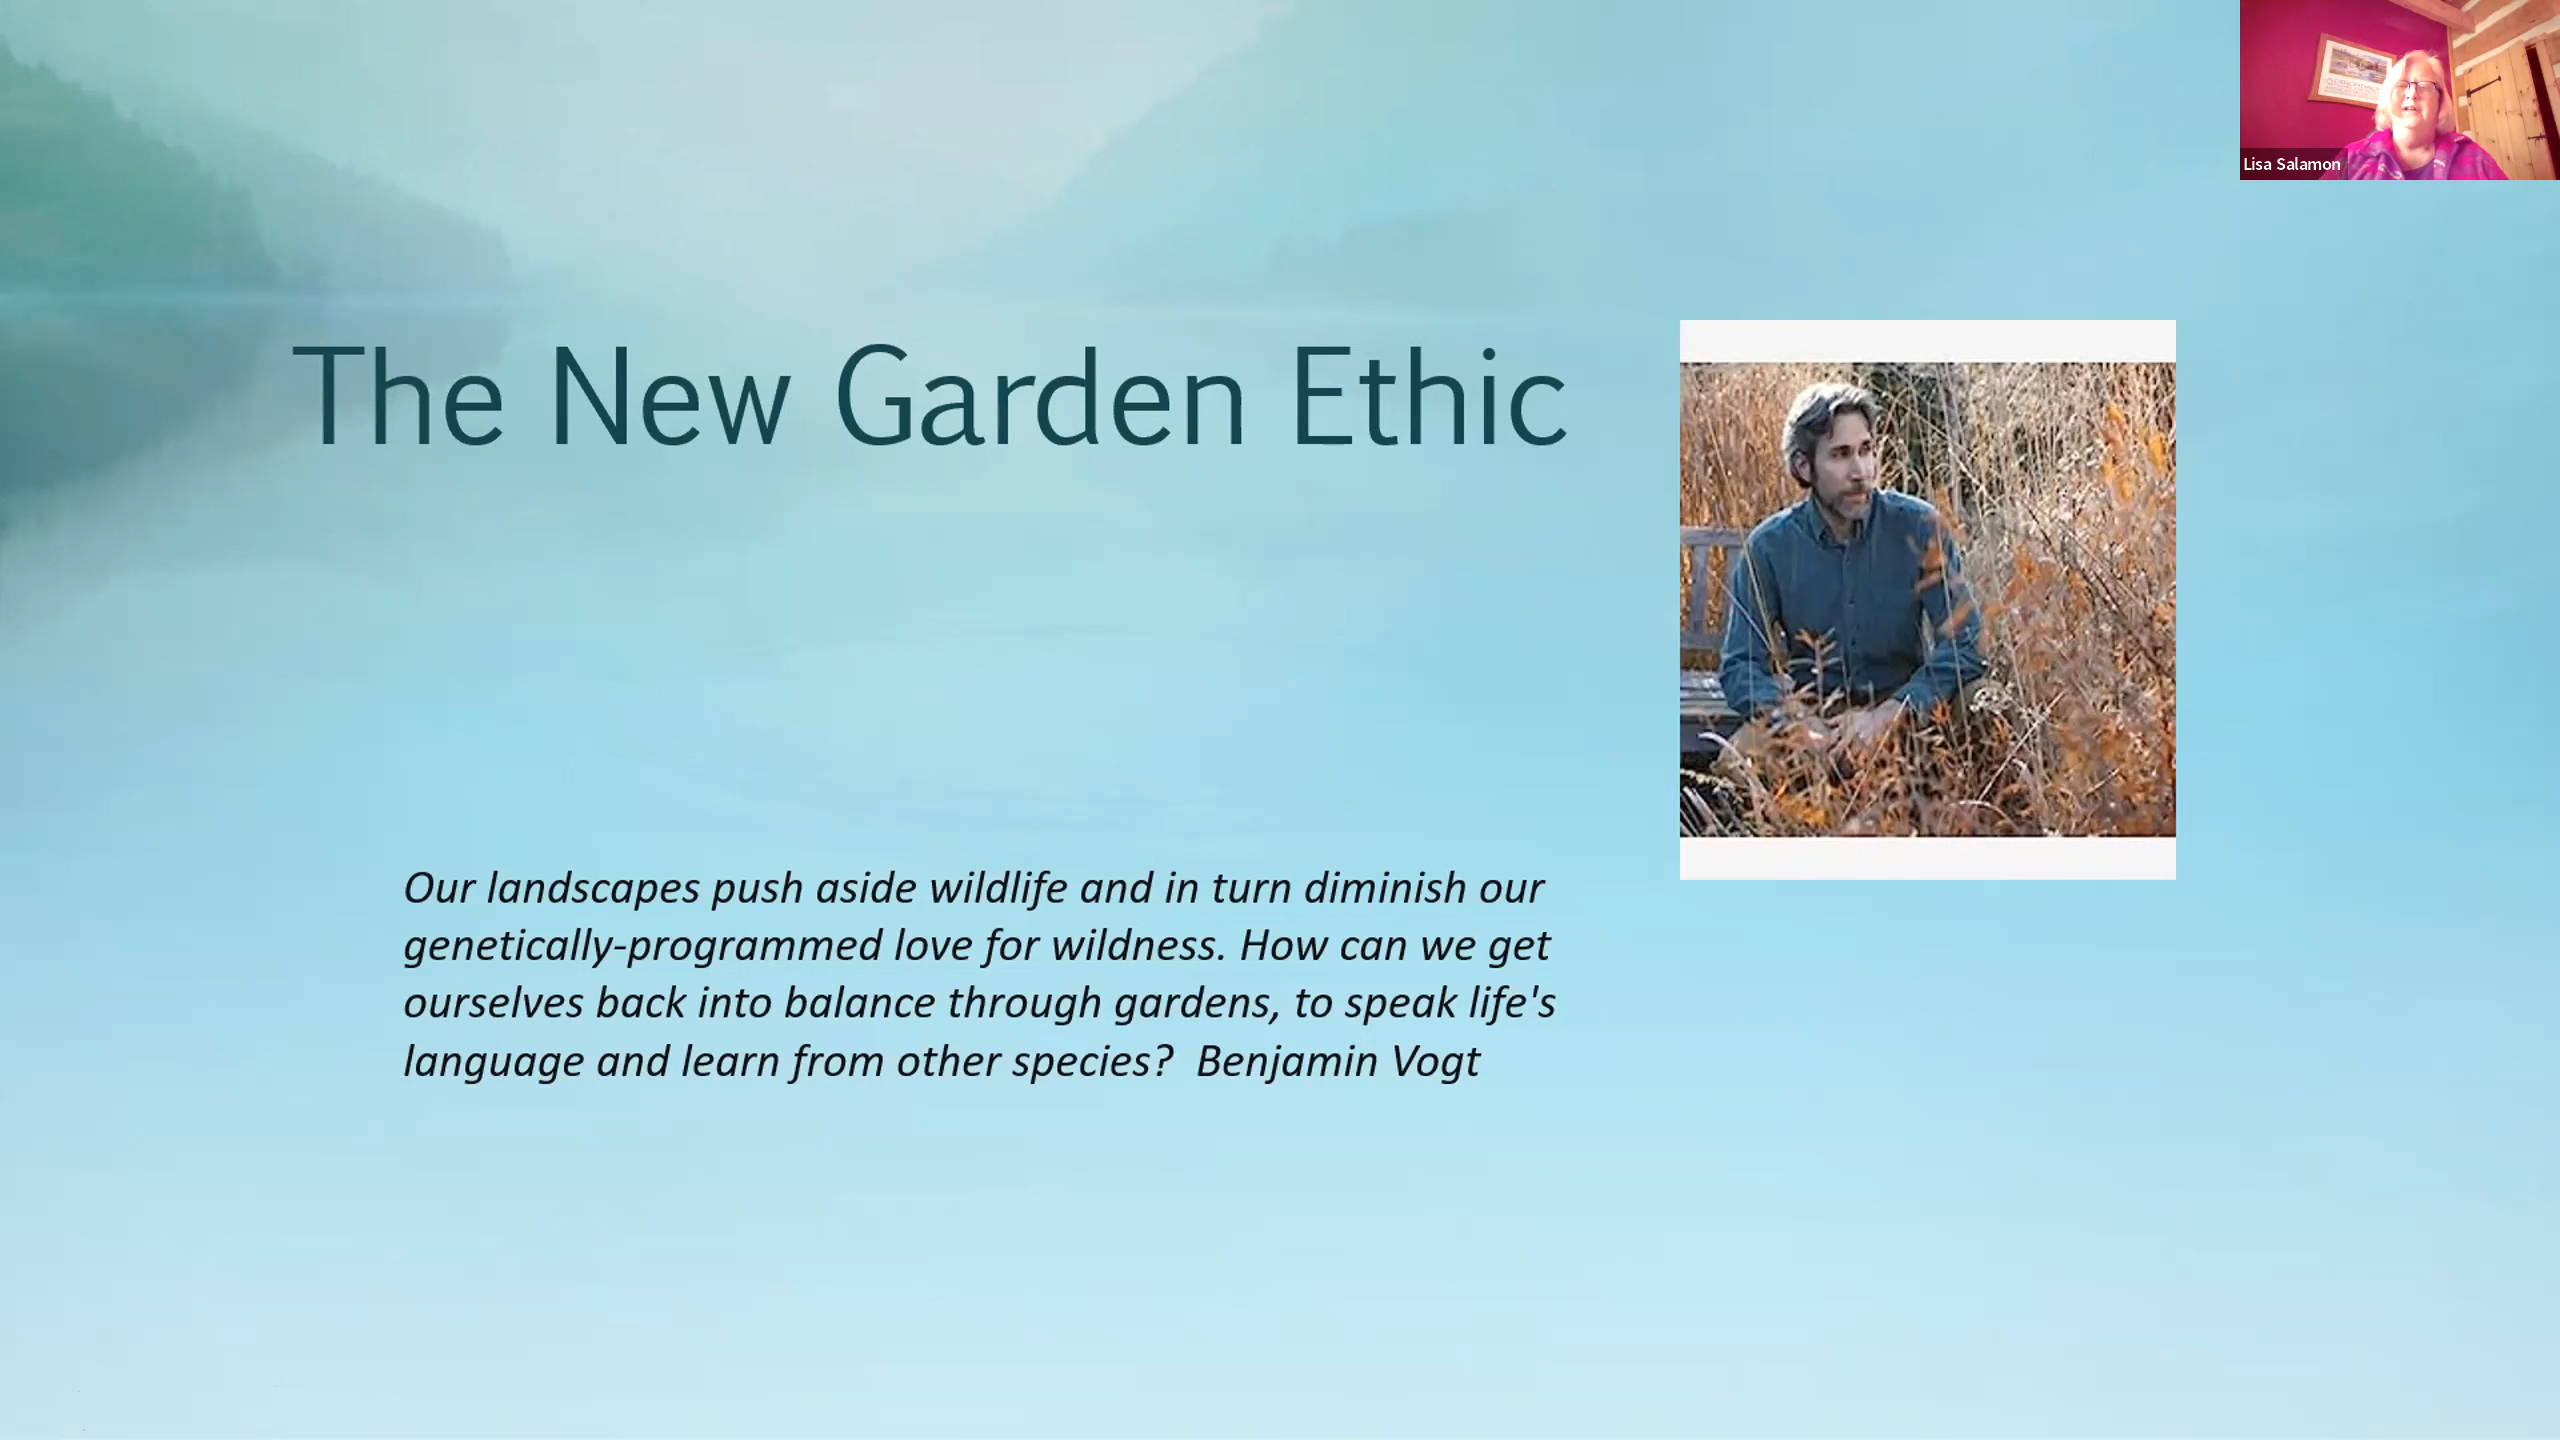 The New Garden Ethic
Our landscapes push aside wildlife and in turn diminish our
genetically-programmed love for wildness. How can we get
ourselves back into balance through gardens, to speak life's
language and learn from other species?  Benjamin Vogt
Lisa Salamon